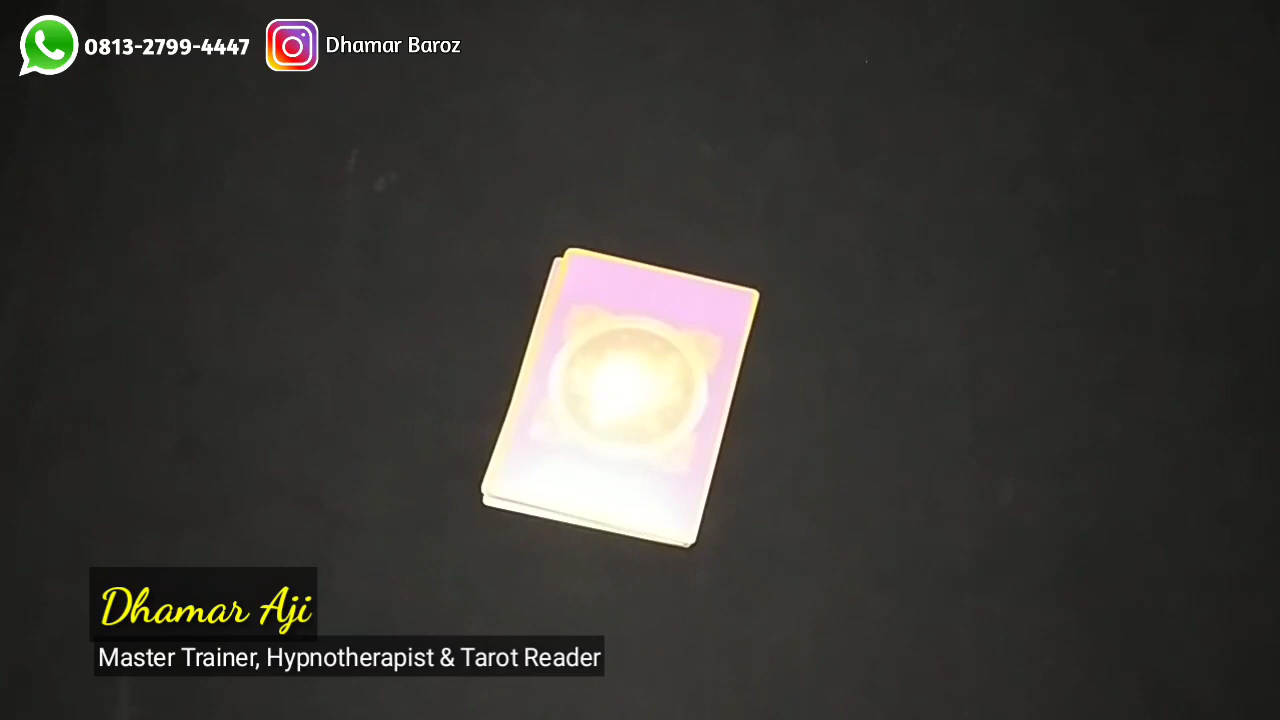 0813-2799-4447 Dhamar Baroz
Dhamar Aji
Master Trainer, Hypnotherapist & Tarot Reader